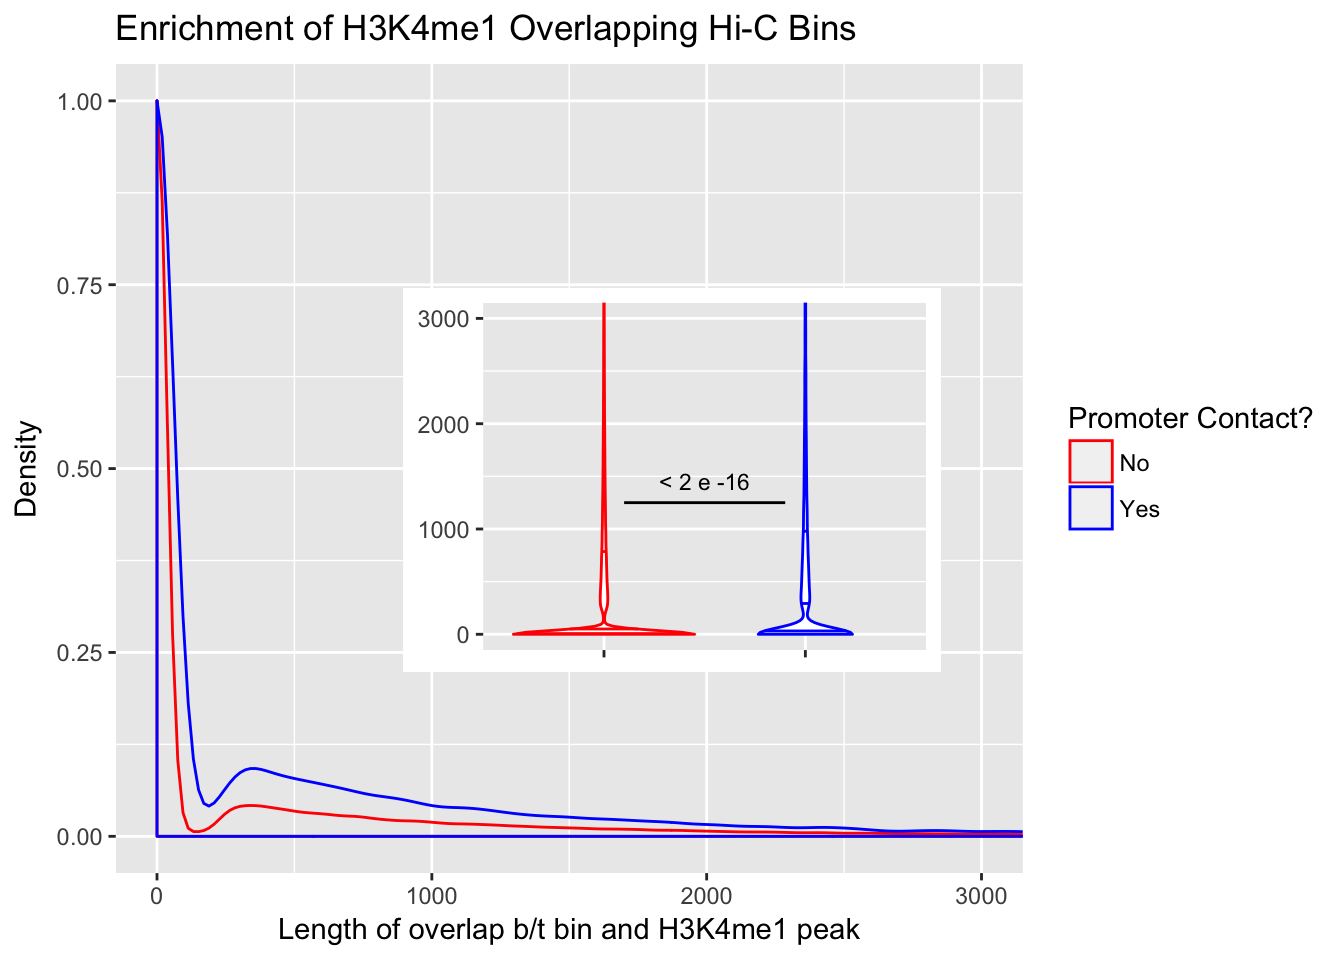 Enrichment of H3K4me1 Overlapping Hi-C Bins
1.00
0.75
0.50
0.25
0.00
Density
3000
2000
1000
0
< 2 e -16
0
1000
2000
3000
Length of overlap b/t bin and H3K4me1 peak
Promoter Contact?
No
Yes